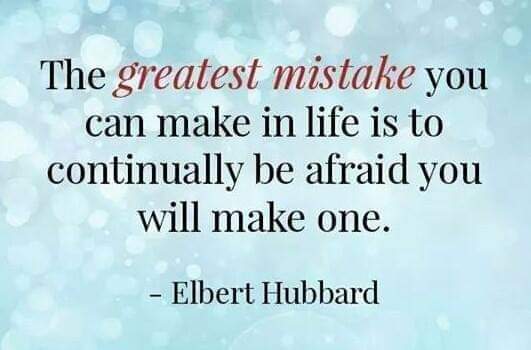 The greatest mistake you
can make in life is to
continually be afraid you
will make one.
- Elbert Hubbard